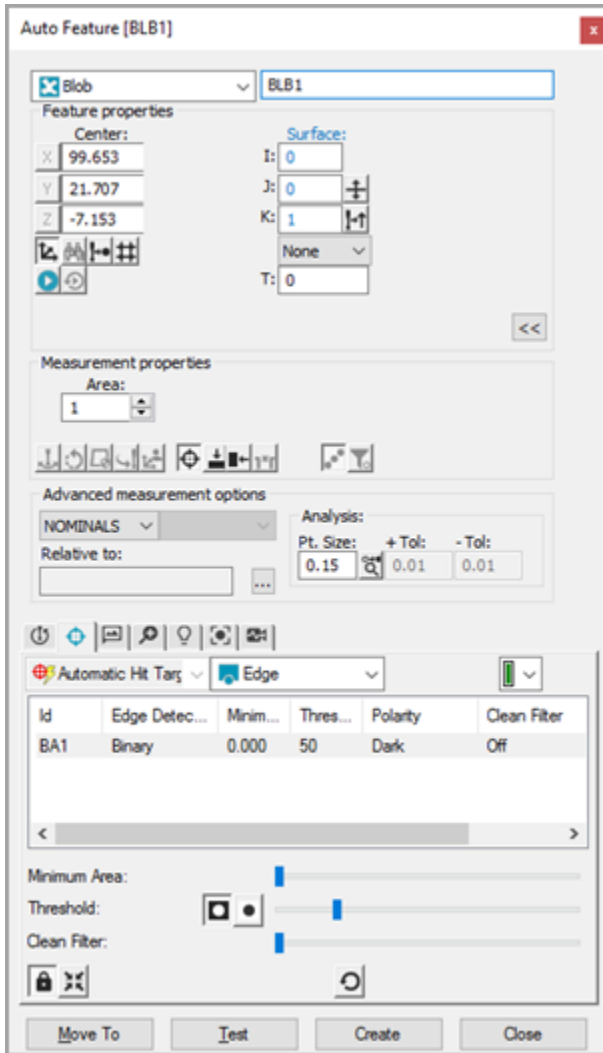 Auto Feature [BLB1]
x
Blob
BLB1
Feature properties
Center:
Surface:
X 99.653
I: 0
Y 21.707
J: 0
Z -7.153
K: 1
None
T: 0
<<
Measurement properties
Area:
1
Advanced measurement options
NOMINALS
Analysis:
Pt. Size: + Tol: - Tol:
Relative to:
0.15 0.01 0.01
...
Automatic Hit Targ
Edge
Id Edge Detec... Minim... Thres... Polarity Clean Filter
BA1 Binary 0.000 50 Dark Off
Minimum Area:
Threshold:
Clean Filter:
Move To Test Create Close